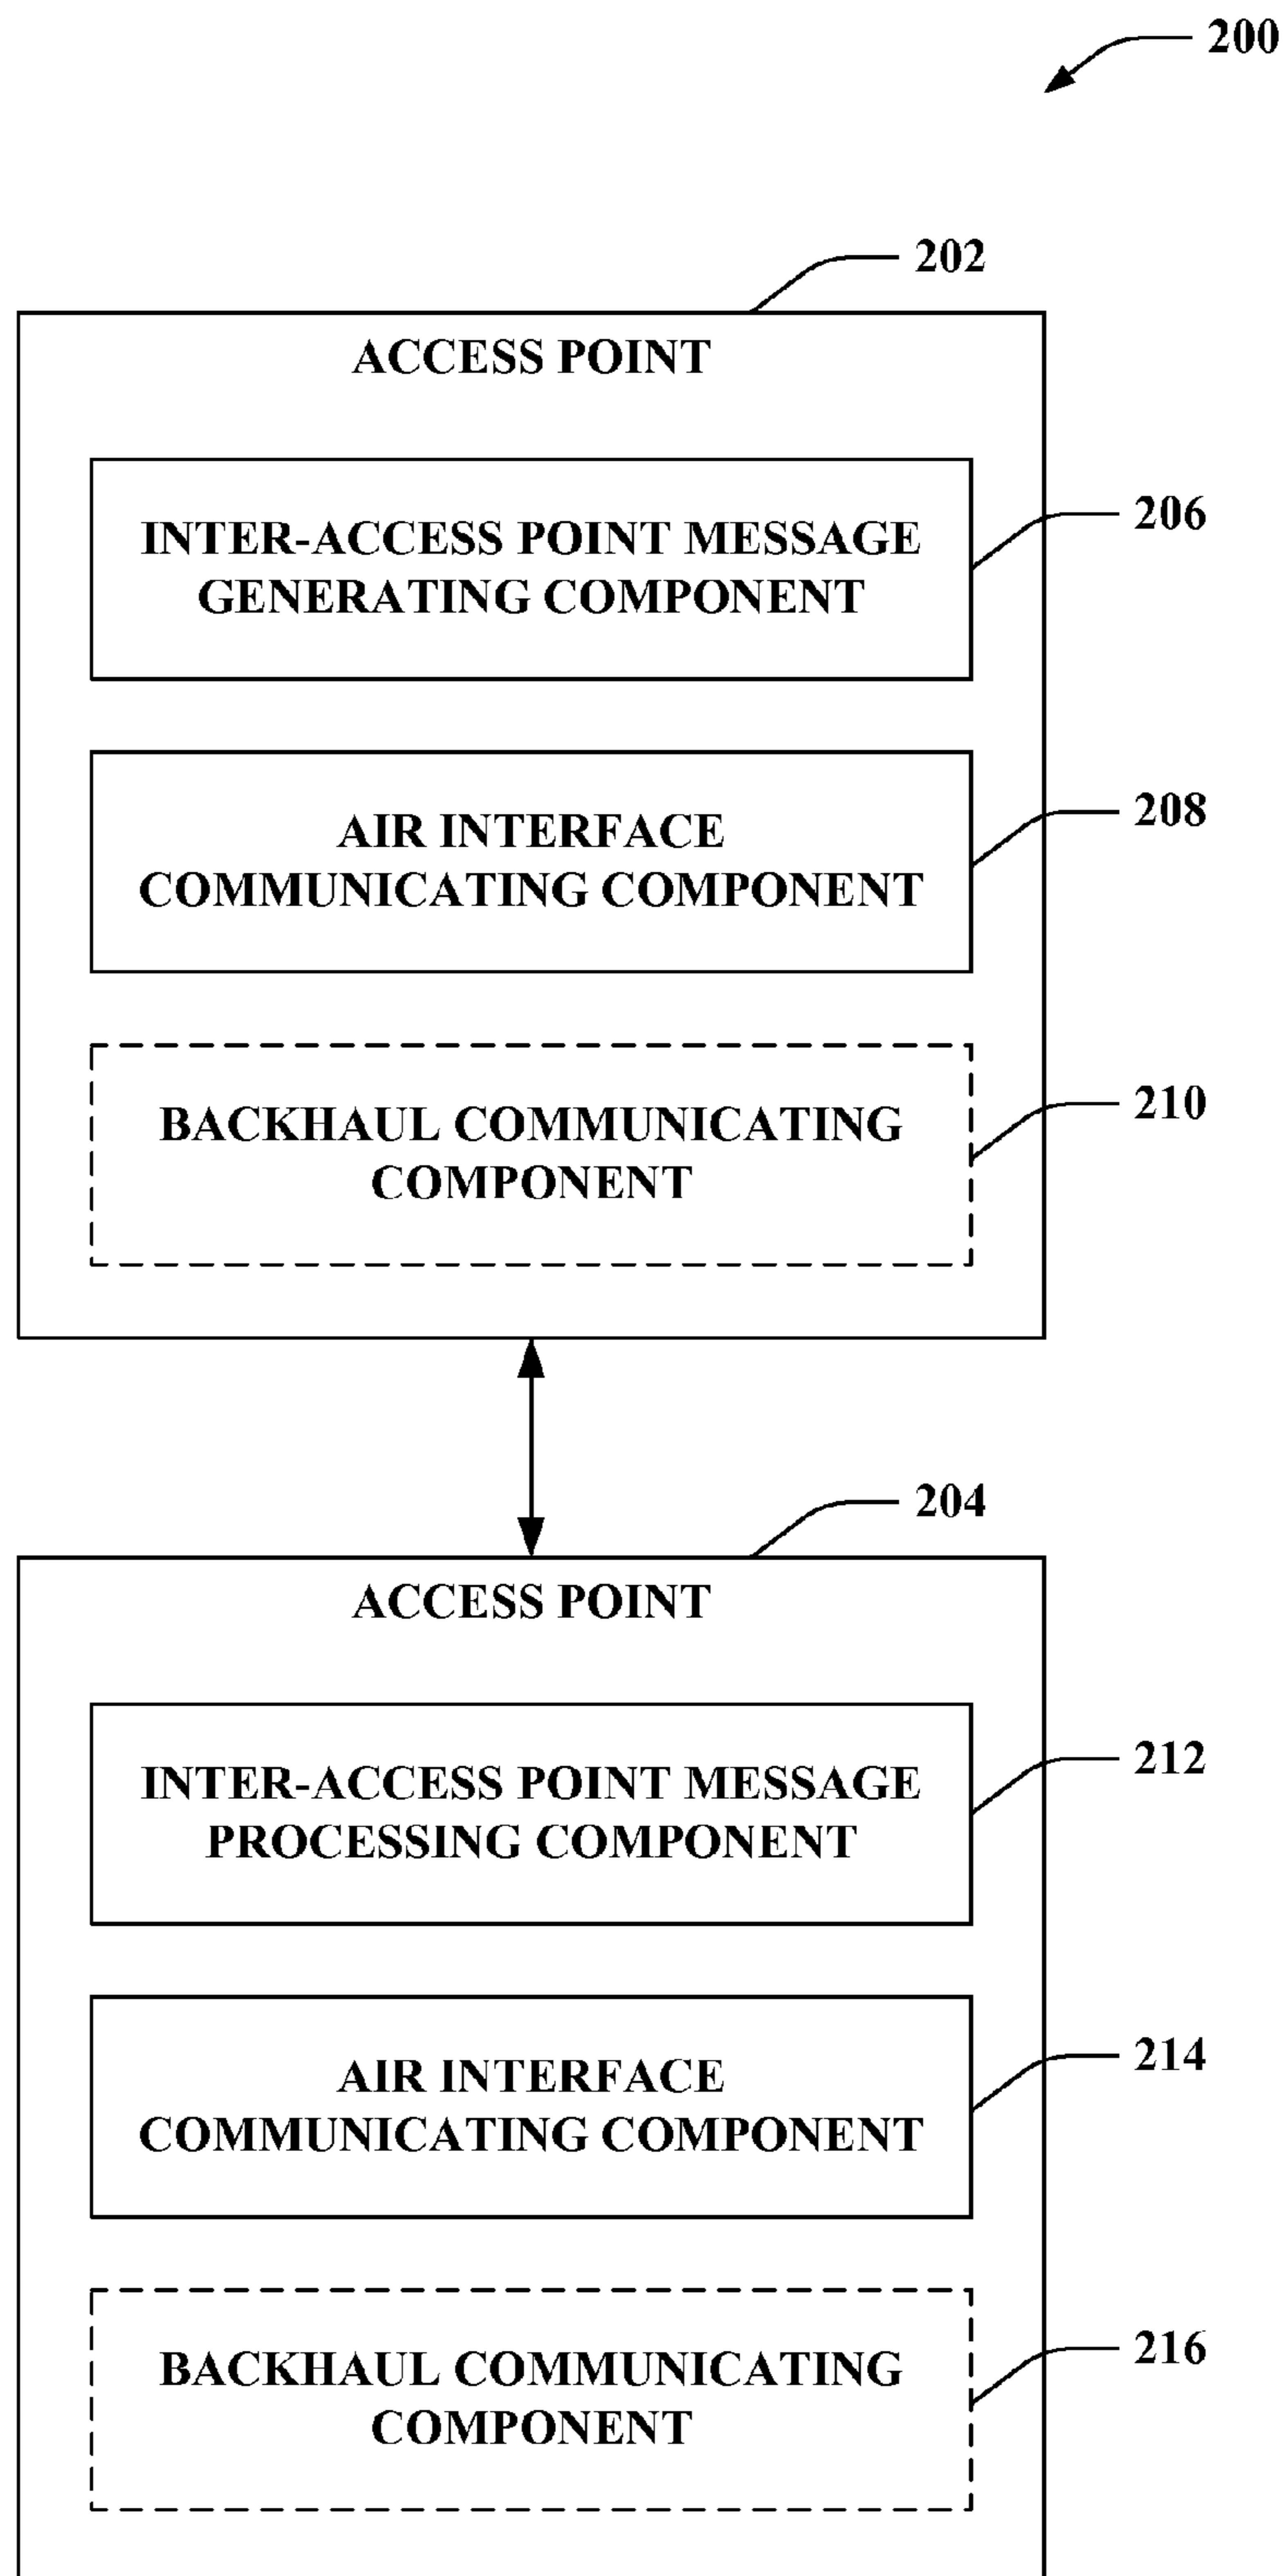 200
202
ACCESS POINT
INTER-ACCESS POINT MESSAGE
GENERATING COMPONENT
206
AIR INTERFACE
COMMUNICATING COMPONENT
208
BACKHAUL COMMUNICATING
COMPONENT
210
204
ACCESS POINT
INTER-ACCESS POINT MESSAGE
PROCESSING COMPONENT
212
AIR INTERFACE
COMMUNICATING COMPONENT
214
BACKHAUL COMMUNICATING
COMPONENT
216